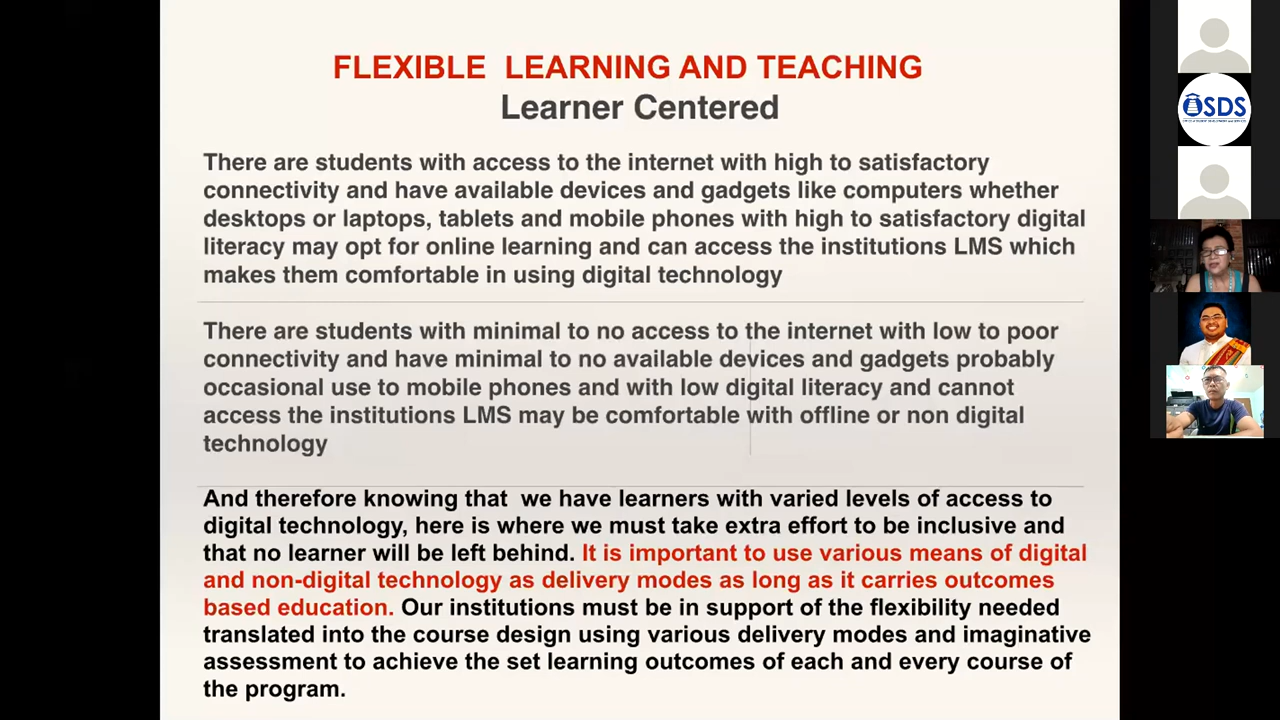 FLEXIBLE LEARNING AND TEACHING
Learner Centered
There are students with access to the internet with high to satisfactory
connectivity and have available devices and gadgets like computers whether
desktops or laptops, tablets and mobile phones with high to satisfactory digital
literacy may opt for online learning and can access the institutions LMS which
makes them comfortable in using digital technology
There are students with minimal to no access to the internet with low to poor
connectivity and have minimal to no available devices and gadgets probably
occasional use to mobile phones and with low digital literacy and cannot
access the institutions LMS may be comfortable with offline or non digital
technology
And therefore knowing that we have learners with varied levels of access to
digital technology, here is where we must take extra effort to be inclusive and
that no learner will be left behind. It is important to use various means of digital
and non-digital technology as delivery modes as long as it carries outcomes
based education. Our institutions must be in support of the flexibility needed
translated into the course design using various delivery modes and imaginative
assessment to achieve the set learning outcomes of each and every course of
the program.
OSDS